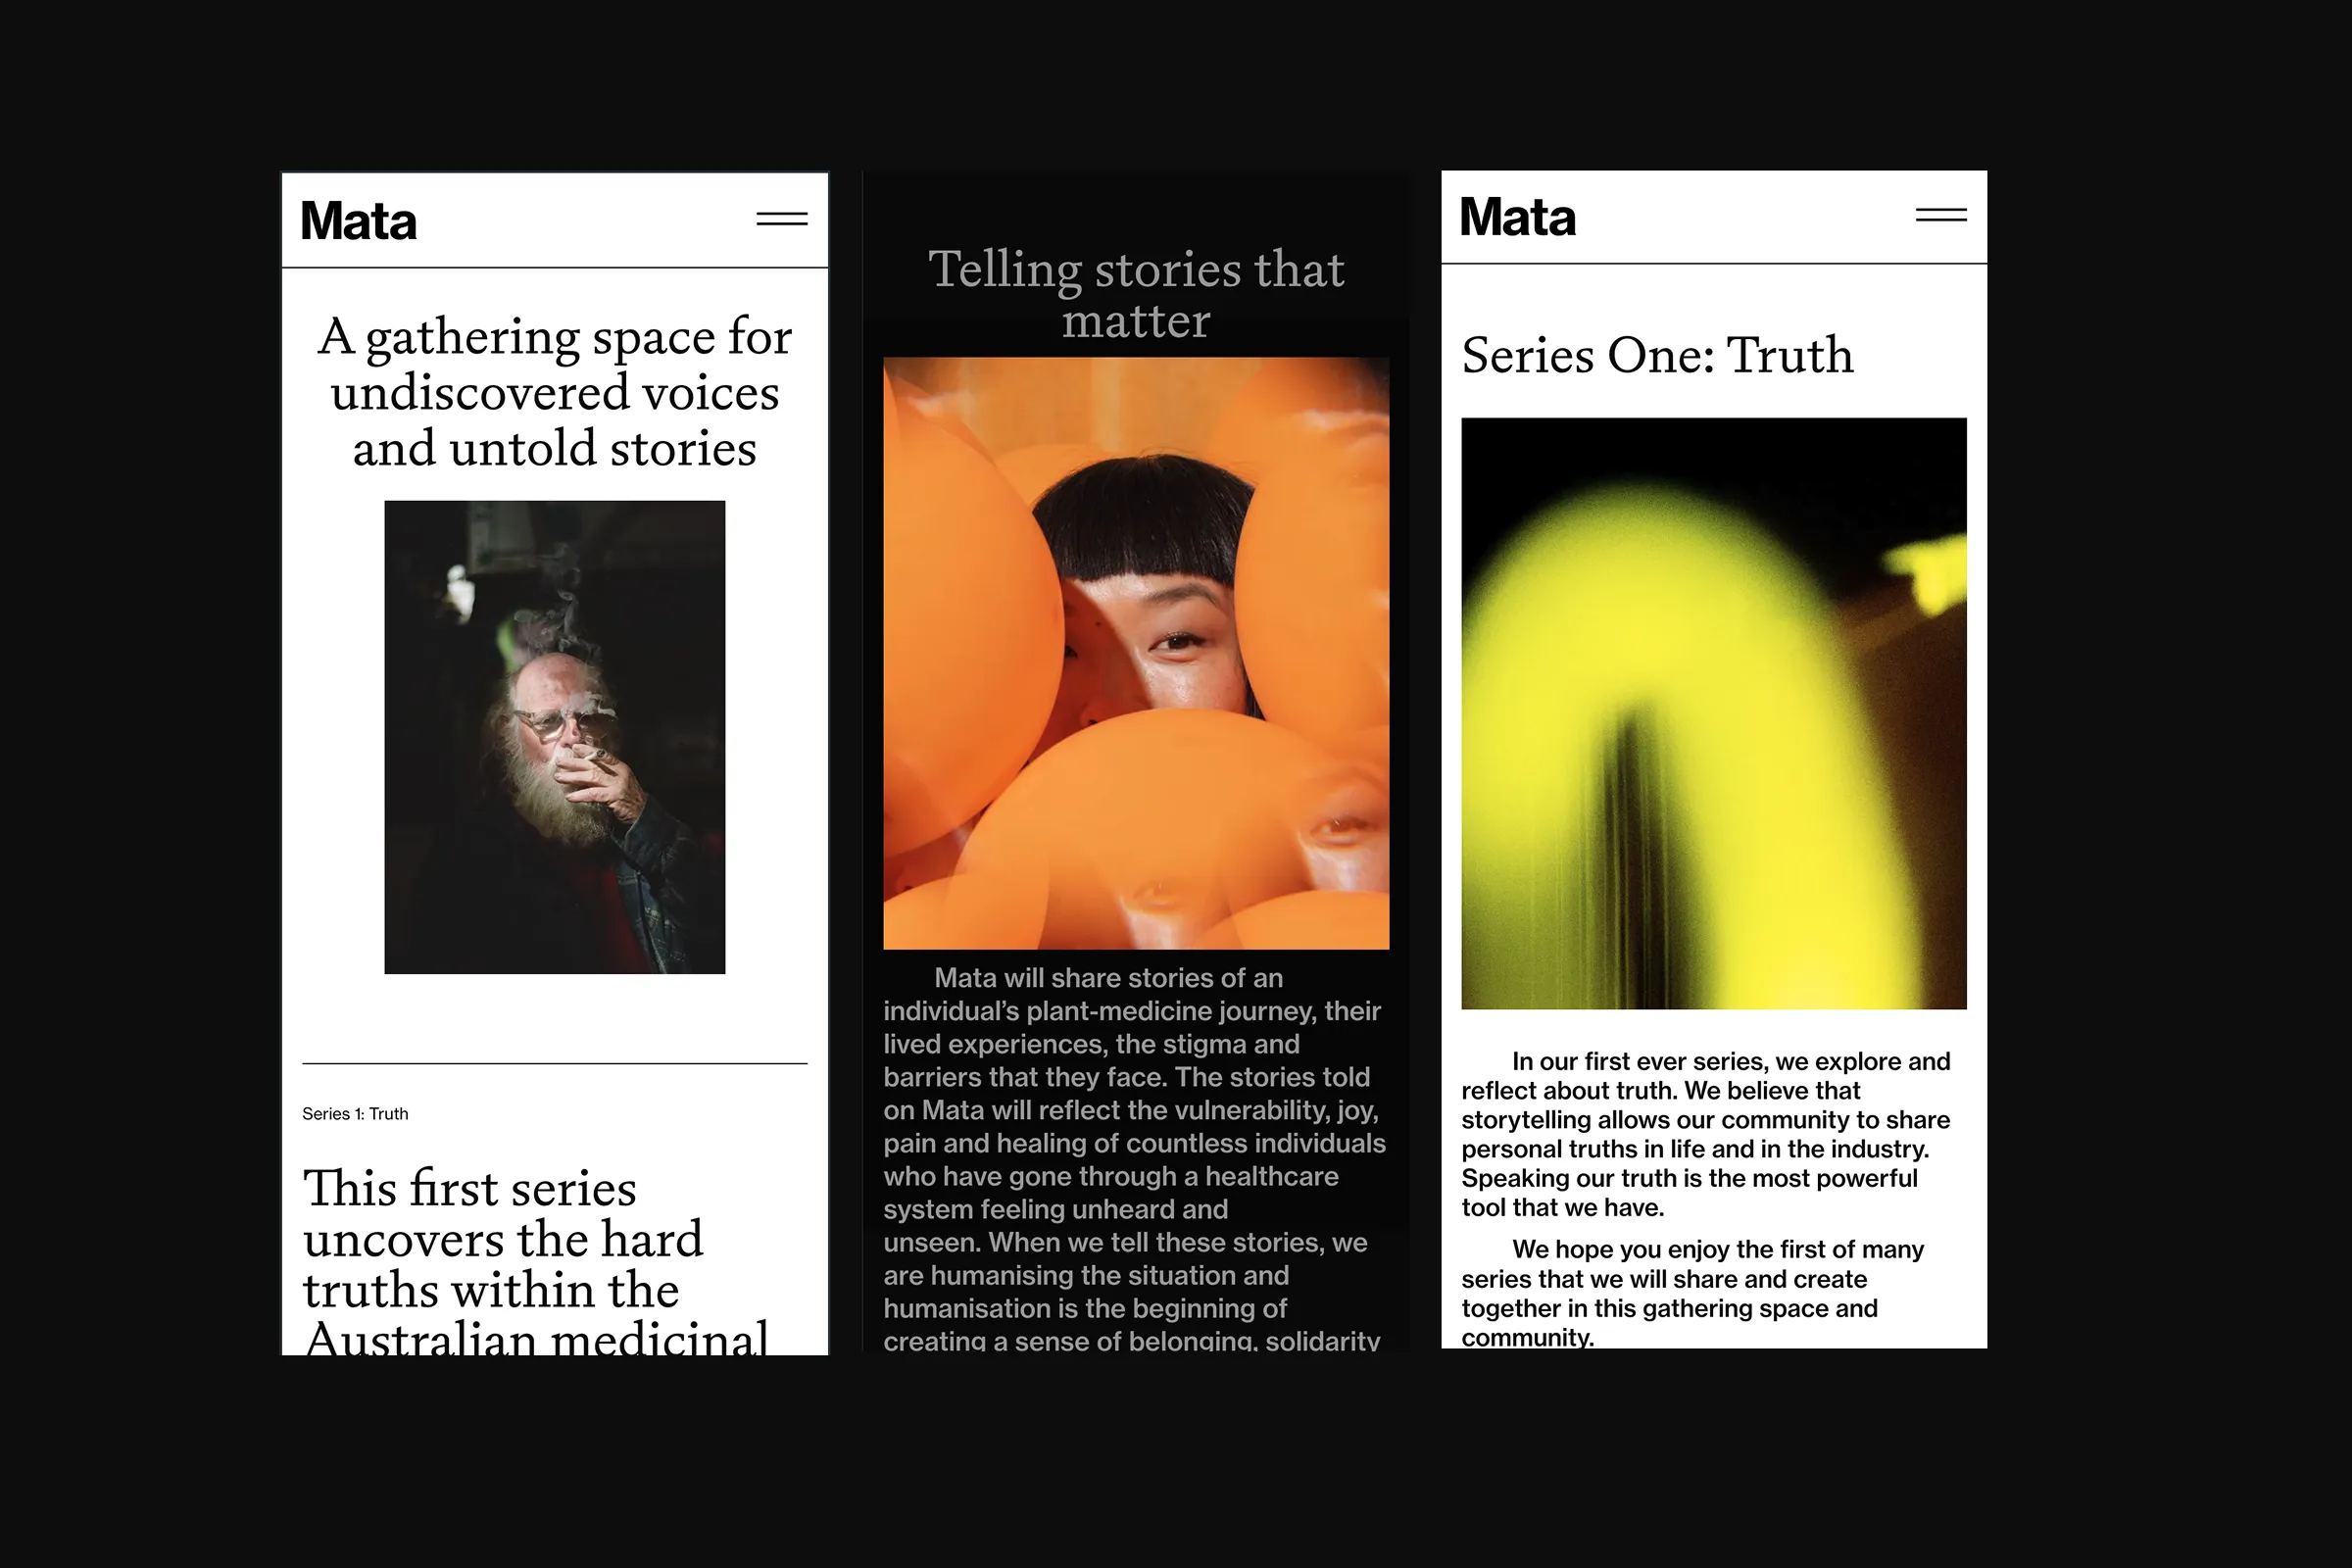 Mata
A gathering space for
undiscovered voices
and untold stories
Series 1: Truth
This first series
uncovers the hard
truths within the
Australian medicinal
Telling stories that
matter
Mata will share stories of an
individual’s plant-medicine journey, their
lived experiences, the stigma and
barriers that they face. The stories told
on Mata will reflect the vulnerability, joy,
pain and healing of countless individuals
who have gone through a healthcare
system feeling unheard and
unseen. When we tell these stories, we
are humanising the situation and
humanisation is the beginning of
creating a sense of belonging, solidarity
Mata
Series One: Truth
In our first ever series, we explore and
reflect about truth. We believe that
storytelling allows our community to share
personal truths in life and in the industry.
Speaking our truth is the most powerful
tool that we have.
We hope you enjoy the first of many
series that we will share and create
together in this gathering space and
community.